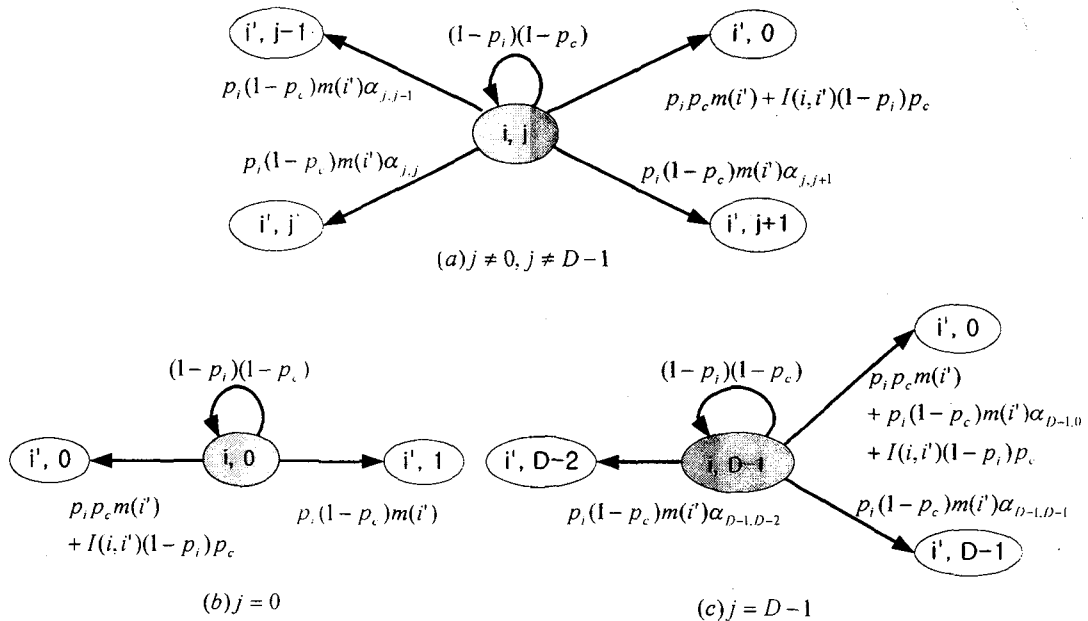 i', j-1
(1-p_i)(1-p_c)
i', 0
p_i(1-p_c)m(i')α_{j,j-1}
p_i p_c m(i') + I(i,i')(1-p_i)p_c
i, j
p_i(1-p_c)m(i')α_{j,j}
p_i(1-p_c)m(i')α_{j,j+1}
i', j
i', j+1
(a) j ≠ 0, j ≠ D-1
(1-p_i)(1-p_c)
i', 0
i, 0
i', 1
p_i p_c m(i')
+ I(i,i')(1-p_i)p_c
p_i(1-p_c)m(i')
(b) j = 0
i', 0
(1-p_i)(1-p_c)
p_i p_c m(i')
+ p_i(1-p_c)m(i')α_{D-1,0}
+ I(i,i')(1-p_i)p_c
i', D-2
i, D-1
p_i(1-p_c)m(i')α_{D-1,D-2}
p_i(1-p_c)m(i')α_{D-1,D-1}
i', D-1
(c) j = D-1